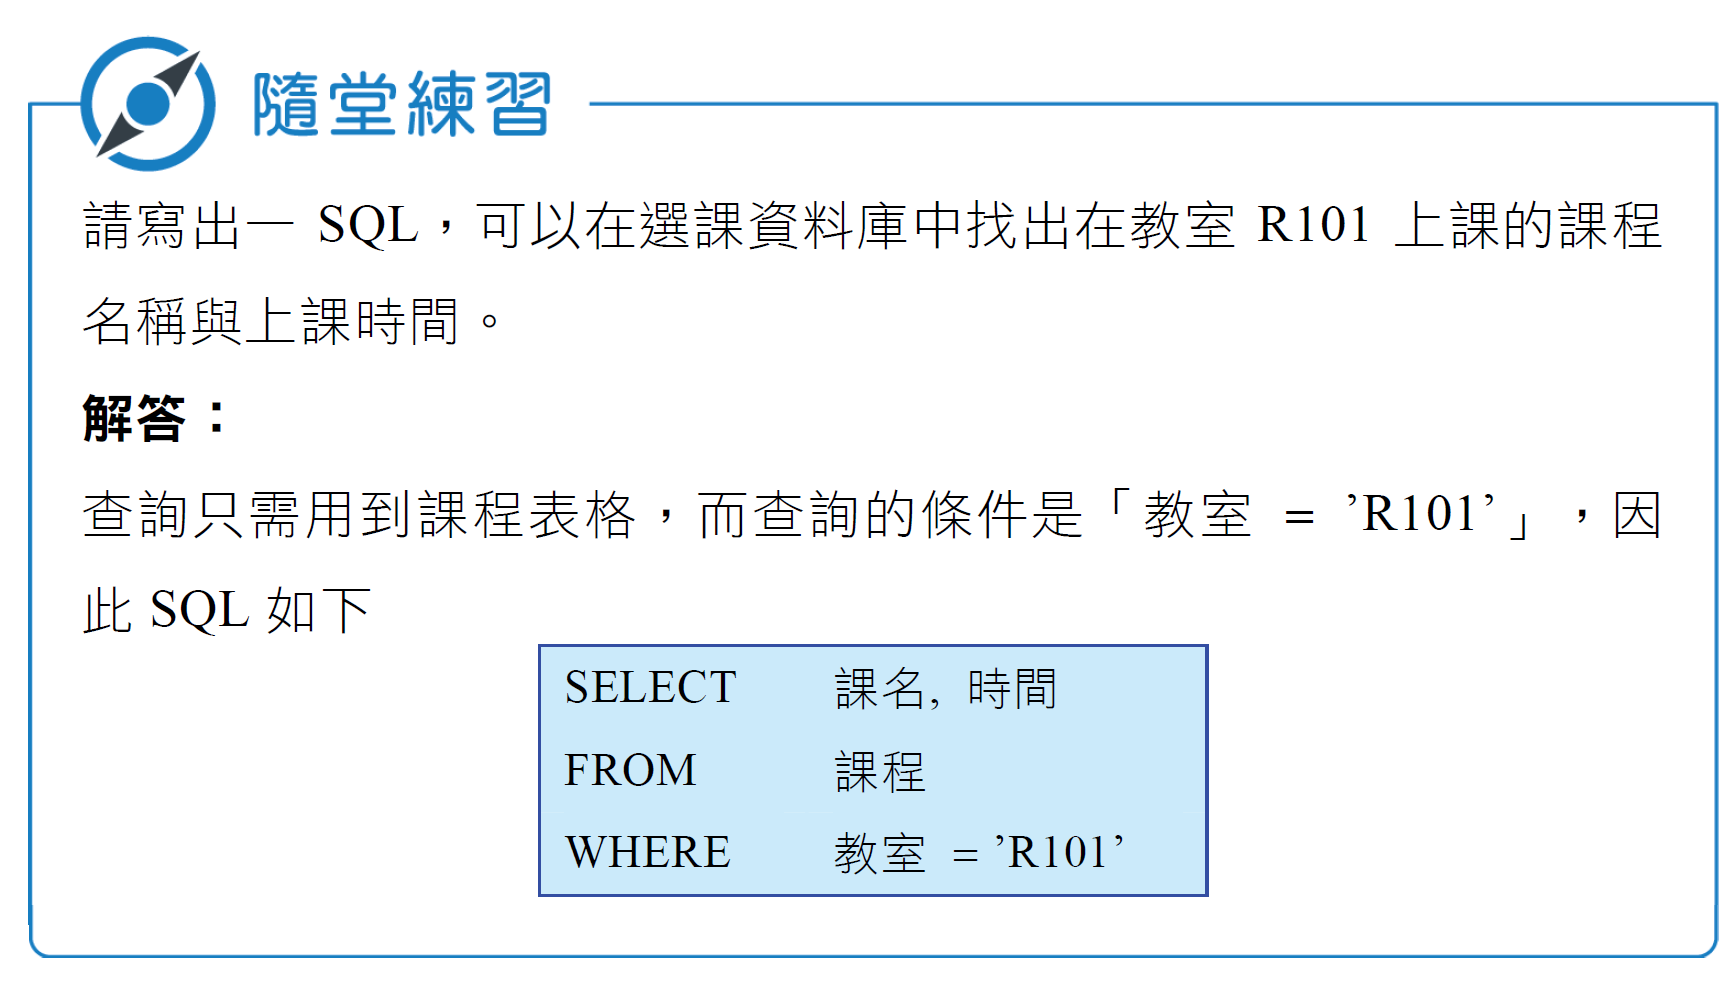 隨堂練習
請寫出一 SQL，可以在選課資料庫中找出在教室 R101 上課的課程
名稱與上課時間。
解答：
查詢只需用到課程表格，而查詢的條件是「教室 = ’R101’」，因
此 SQL 如下
SELECT 課名, 時間
FROM 課程
WHERE 教室 = ’R101’